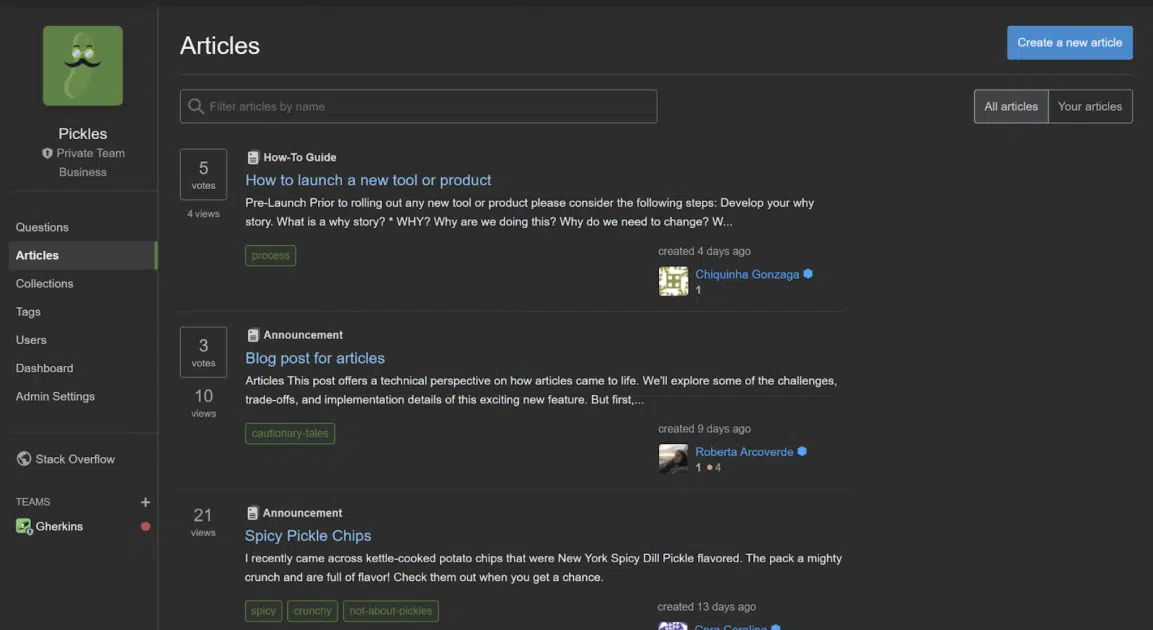 Pickles
Private Team
Business
Questions
Articles
Collections
Tags
Users
Dashboard
Admin Settings
Stack Overflow
TEAMS +
Gherkins
Articles
Create a new article
Filter articles by name
All articles
Your articles
5
votes
4 views
How-To Guide
How to launch a new tool or product
Pre-Launch Prior to rolling out any new tool or product please consider the following steps: Develop your why
story. What is a why story? * WHY? Why are we doing this? Why do we need to change? W...
process
created 4 days ago
Chiquinha Gonzaga
1
3
votes
10
views
Announcement
Blog post for articles
Articles This post offers a technical perspective on how articles came to life. We'll explore some of the challenges,
trade-offs, and implementation details of this exciting new feature. But first,...
cautionary-tales
created 9 days ago
Roberta Arcoverde
1 ●4
21
views
Announcement
Spicy Pickle Chips
I recently came across kettle-cooked potato chips that were New York Spicy Dill Pickle flavored. The pack a mighty
crunch and are full of flavor! Check them out when you get a chance.
spicy
crunchy
not-about-pickles
created 13 days ago